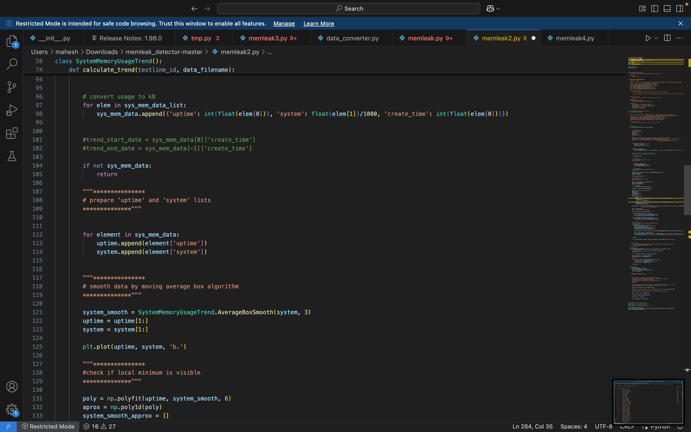 Search
Restricted Mode is intended for safe code browsing. Trust this window to enable all features. Manage Learn More
__init__.py Release Notes: 1.98.0 tmp.py 2 memleak3.py 9+ data_converter.py memleak.py 9+ memleak2.py 9+ memleak4.py
Users > mahesh > Downloads > memleak_detector-master > memleak2.py > ...
58 class SystemMemoryUsageTrend():
74 def calculate_trend(testline_id, data_filename):
94
95
96 # convert usage to kB
97 for elem in sys_mem_data_list:
98 sys_mem_data.append({'uptime': int(float(elem[0])), 'system': float(elem[1])/1000, 'create_time': int(float(elem[0]))})
99
100
101 #trend_start_date = sys_mem_data[0]['create_time']
102 #trend_end_date = sys_mem_data[-1]['create_time']
103
104 if not sys_mem_data:
105 return
106
107 """***************
108 # prepare 'uptime' and 'system' lists
109 ***************"""
110
111
112 for element in sys_mem_data:
113 uptime.append(element['uptime'])
114 system.append(element['system'])
115
116
117 """***************
118 # smooth data by moving average box algorithm
119 ***************"""
120
121 system_smooth = SystemMemoryUsageTrend.AverageBoxSmooth(system, 3)
122 uptime = uptime[1:]
123 system = system[1:]
124
125 plt.plot(uptime, system, 'b.')
126
127 """***************
128 #check if local minimum is visible
129 ***************"""
130
131 poly = np.polyfit(uptime, system_smooth, 6)
132 aprox = np.poly1d(poly)
133 system_smooth_approx = []
Restricted Mode 16 27 Ln 264, Col 35 Spaces: 4 UTF-8 CRLF Python